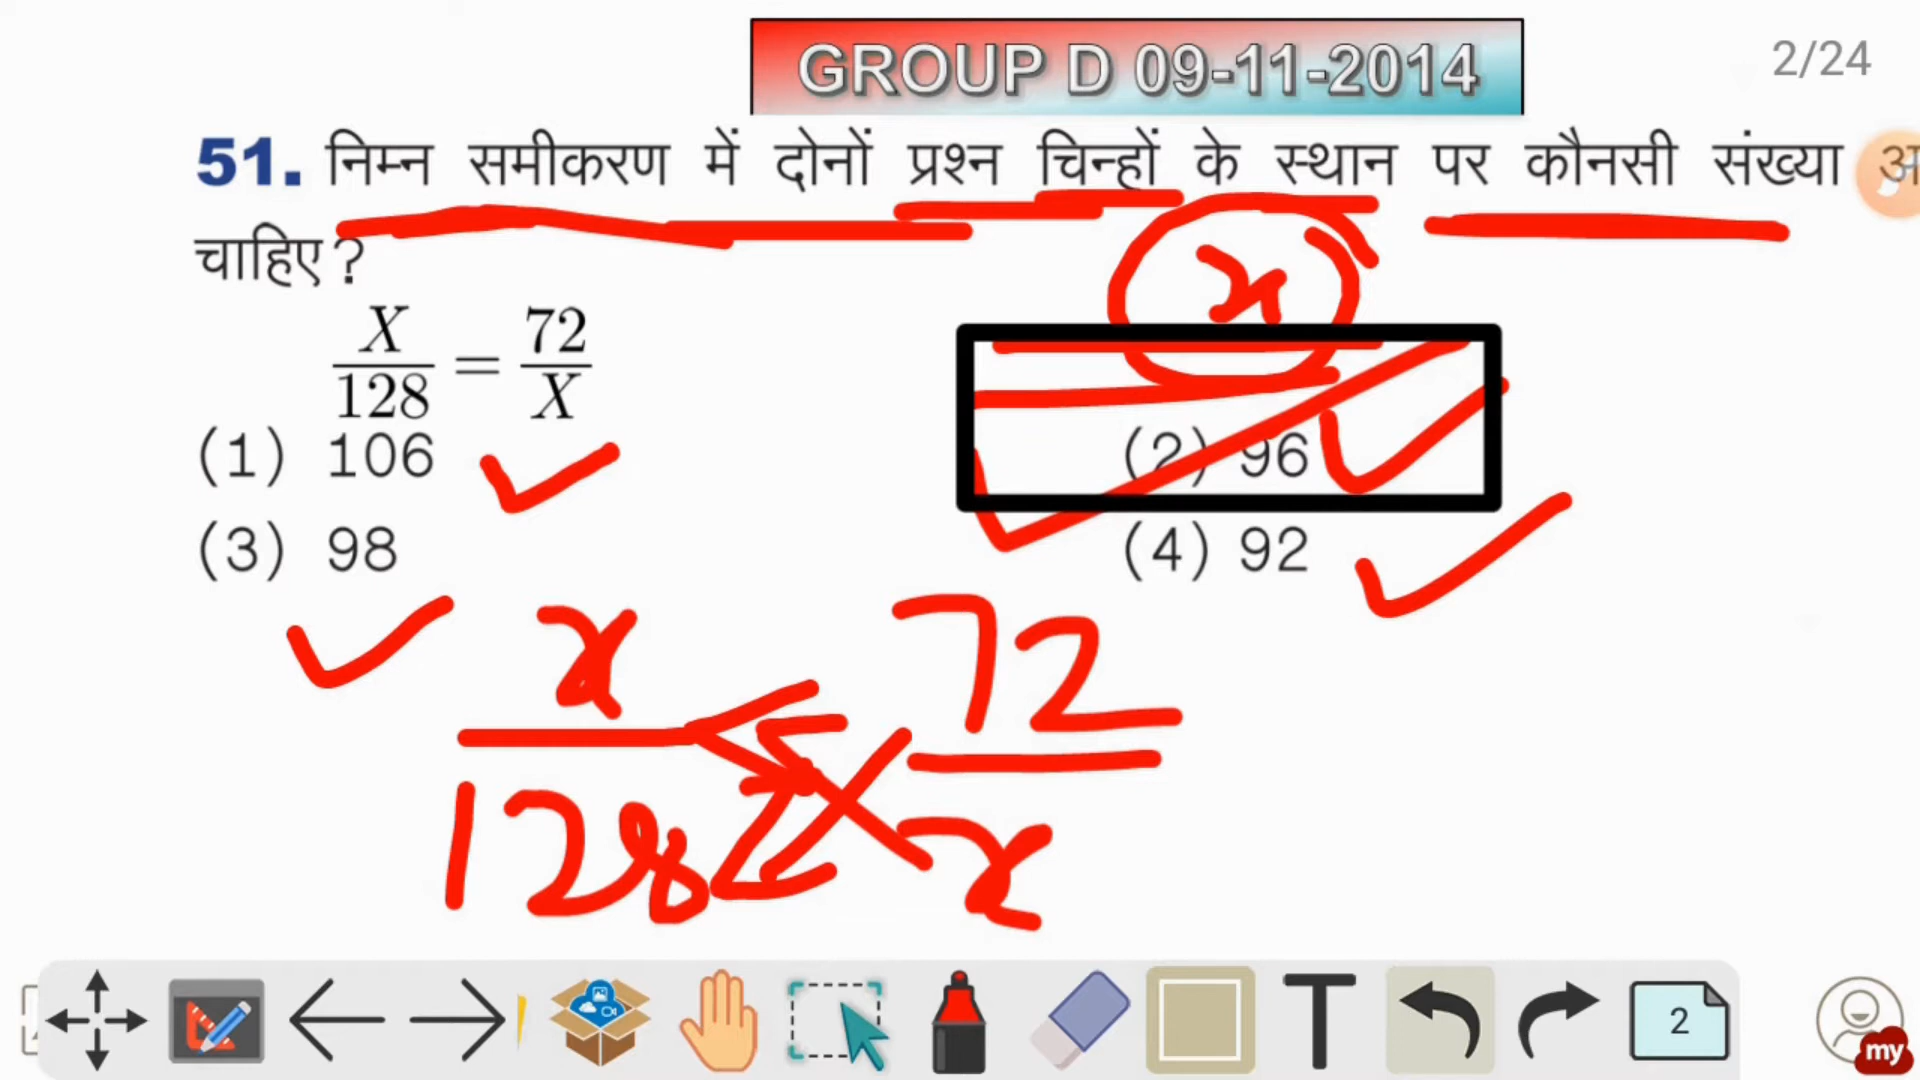 GROUP D 09-11-2014
2/24
51. निम्न समीकरण में दोनों प्रश्न चिन्हों के स्थान पर कौनसी संख्या
चाहिए?
x
X/128 = 72/X
(1) 106 (2) 96
(3) 98 (4) 92
x 72
128 x
T 2
my